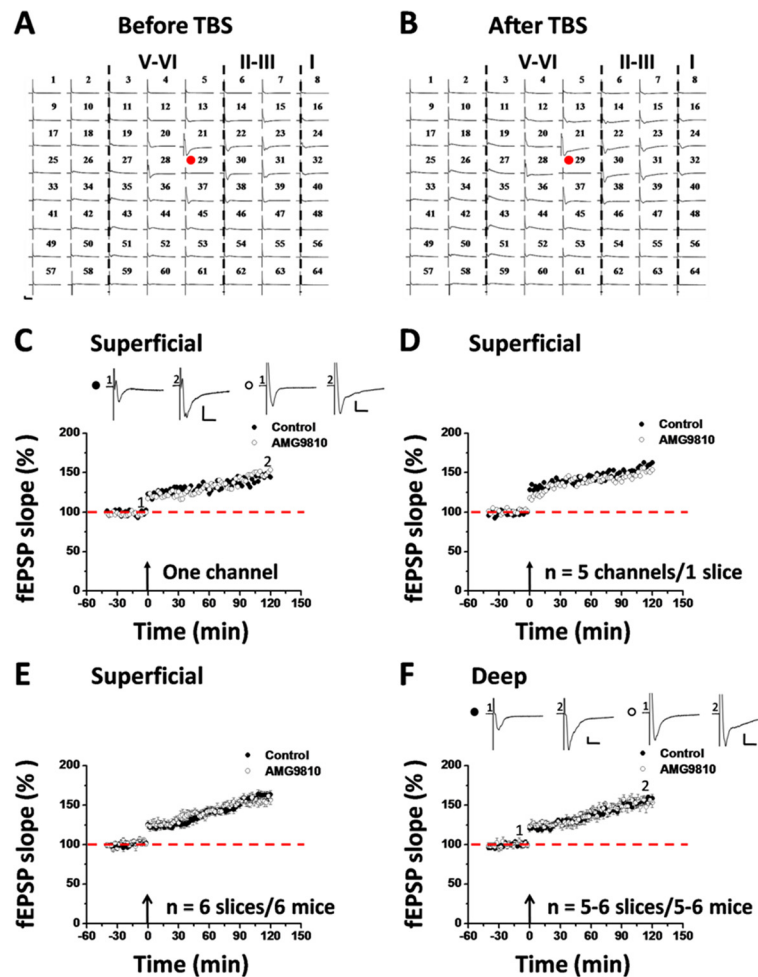 A Before TBS
V-VI II-III I
1 2 3 4 5 6 7 8
9 10 11 12 13 14 15 16
17 18 19 20 21 22 23 24
25 26 27 28 29 30 31 32
33 34 35 36 37 38 39 40
41 42 43 44 45 46 47 48
49 50 51 52 53 54 55 56
57 58 59 60 61 62 63 64
B After TBS
V-VI II-III I
1 2 3 4 5 6 7 8
9 10 11 12 13 14 15 16
17 18 19 20 21 22 23 24
25 26 27 28 29 30 31 32
33 34 35 36 37 38 39 40
41 42 43 44 45 46 47 48
49 50 51 52 53 54 55 56
57 58 59 60 61 62 63 64
C Superficial
1 2 1 2
Control
AMG9810
fEPSP slope (%)
200
150
100
50
0
1 2
One channel
-60 -30 0 30 60 90 120 150
Time (min)
D Superficial
Control
AMG9810
fEPSP slope (%)
200
150
100
50
0
n = 5 channels/1 slice
-60 -30 0 30 60 90 120 150
Time (min)
E Superficial
Control
AMG9810
fEPSP slope (%)
200
150
100
50
0
n = 6 slices/6 mice
-60 -30 0 30 60 90 120 150
Time (min)
F Deep
1 2 1 2
Control
AMG9810
fEPSP slope (%)
200
150
100
50
0
1 2
n = 5-6 slices/5-6 mice
-60 -30 0 30 60 90 120 150
Time (min)